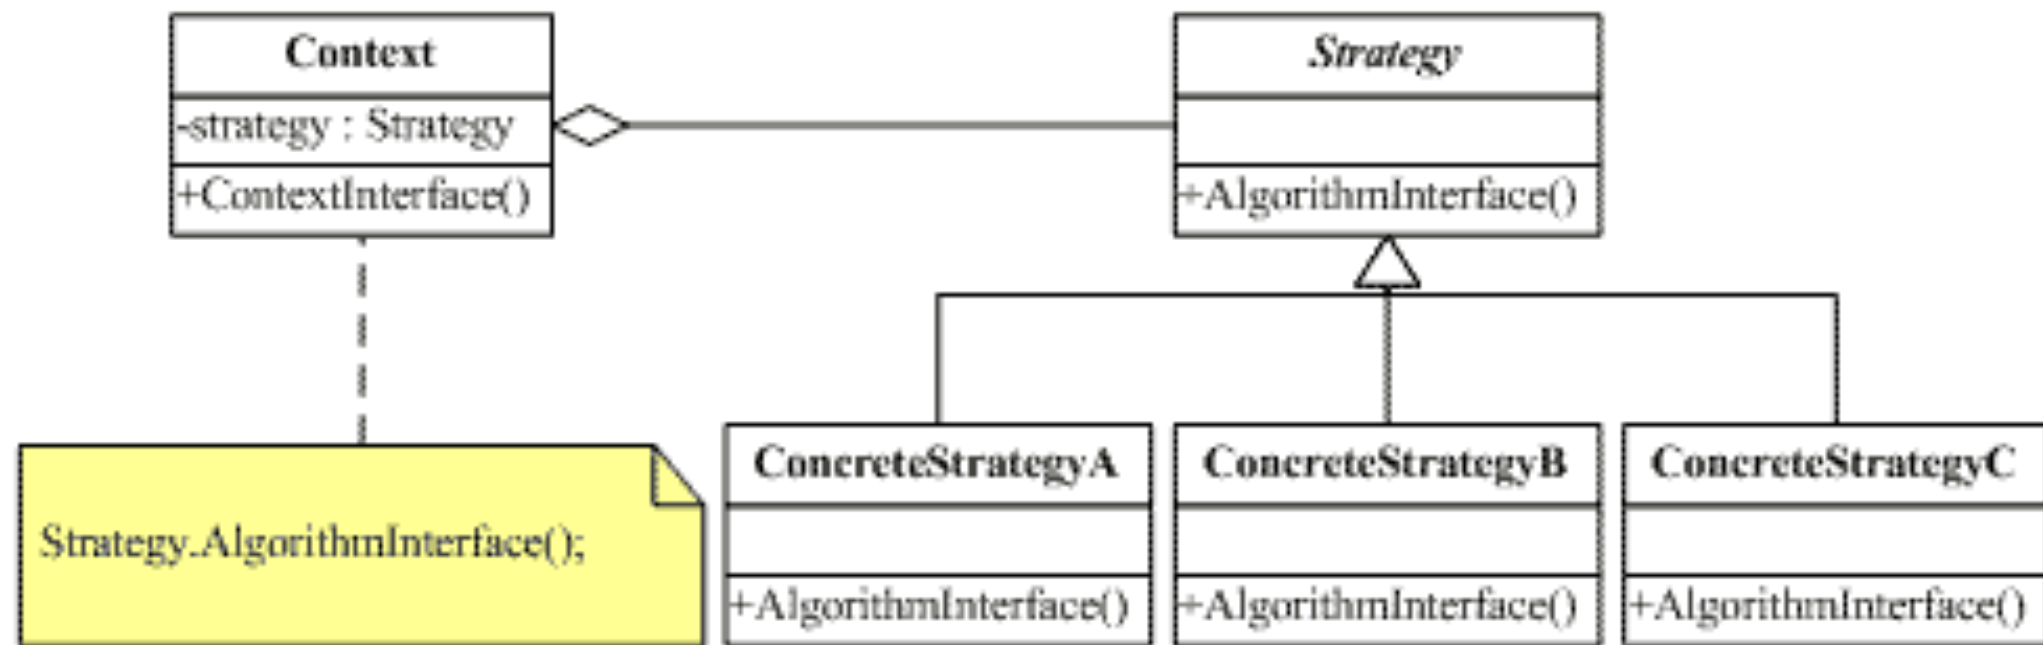 Context
-strategy : Strategy
+ContextInterface()
Strategy
+AlgorithmInterface()
Strategy.AlgorithmInterface();
ConcreteStrategyA
+AlgorithmInterface()
ConcreteStrategyB
+AlgorithmInterface()
ConcreteStrategyC
+AlgorithmInterface()